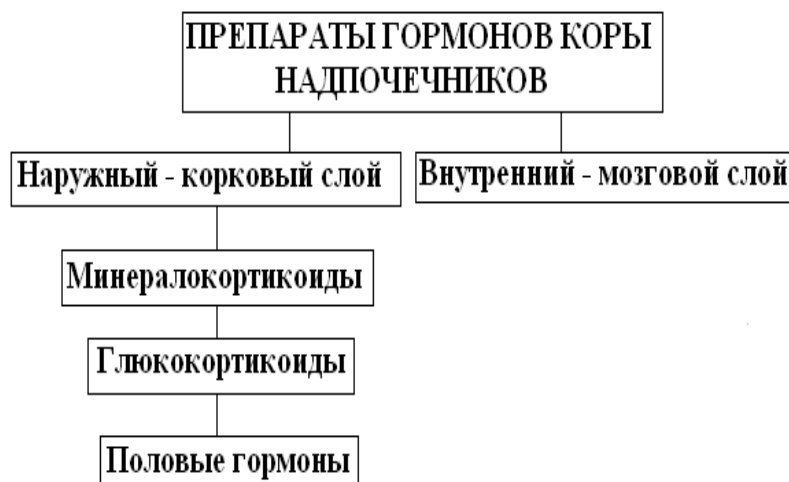 ПРЕПАРАТЫ ГОРМОНОВ КОРЫ
НАДПОЧЕЧНИКОВ
Наружный - корковый слой
Внутренний - мозговой слой
Минералокортикоиды
Глюкокортикоиды
Половые гормоны